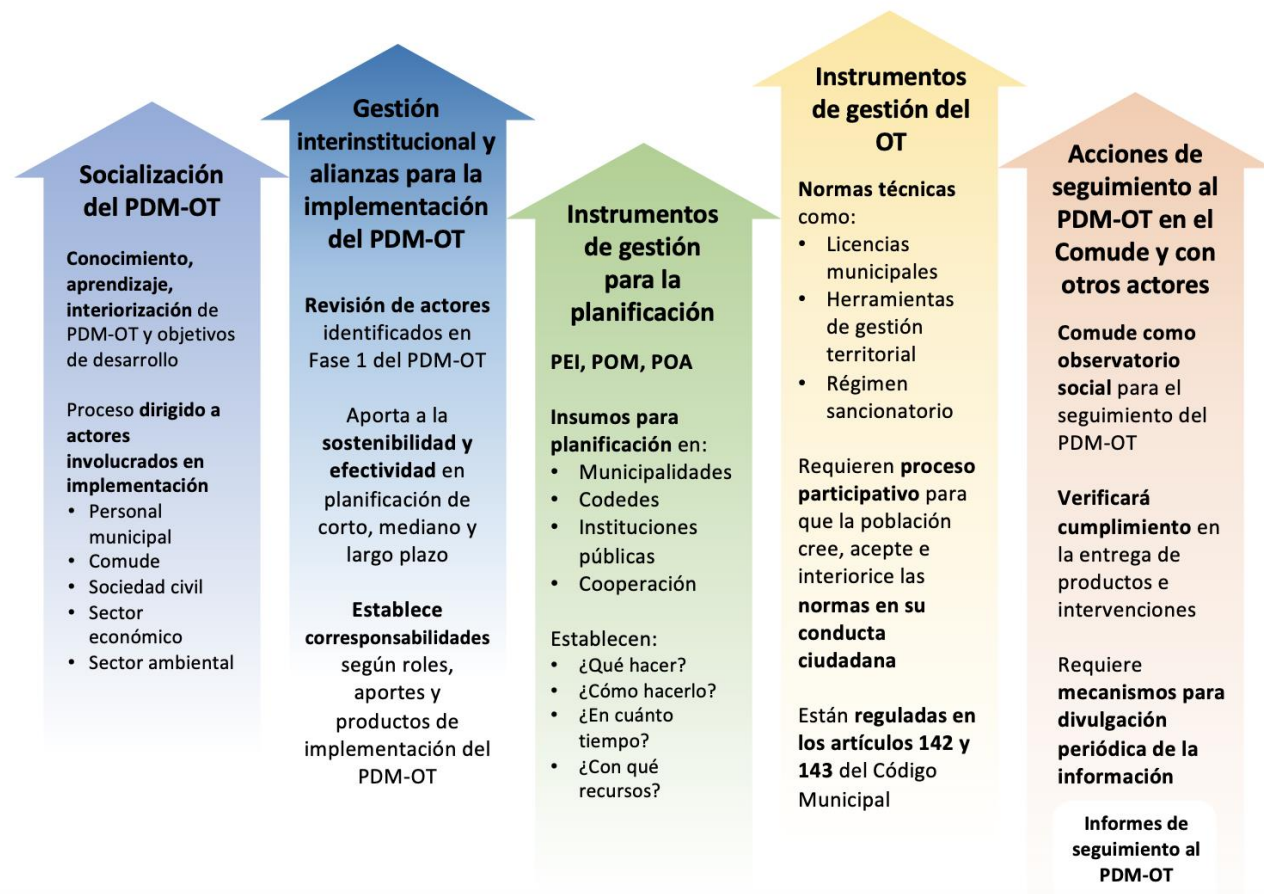 Socialización
del PDM-OT
Conocimiento,
aprendizaje,
interiorización de
PDM-OT y objetivos
de desarrollo
Proceso dirigido a
actores
involucrados en
implementación
• Personal
municipal
• Comude
• Sociedad civil
• Sector
económico
• Sector ambiental
Gestión
interinstitucional y
alianzas para la
implementación
del PDM-OT
Revisión de actores
identificados en
Fase 1 del PDM-OT
Aporta a la
sostenibilidad y
efectividad en
planificación de
corto, mediano y
largo plazo
Establece
corresponsabilidades
según roles,
aportes y
productos de
implementación del
PDM-OT
Instrumentos
de gestión
para la
planificación
PEI, POM, POA
Insumos para
planificación en:
• Municipalidades
• Codedes
• Instituciones
públicas
• Cooperación
Establecen:
• ¿Qué hacer?
• ¿Cómo hacerlo?
• ¿En cuánto
tiempo?
• ¿Con qué
recursos?
Instrumentos
de gestión del
OT
Normas técnicas
como:
• Licencias
municipales
• Herramientas
de gestión
territorial
• Régimen
sancionatorio
Requieren proceso
participativo para
que la población
cree, acepte e
interiorice las
normas en su
conducta
ciudadana
Están reguladas en
los artículos 142 y
143 del Código
Municipal
Acciones de
seguimiento al
PDM-OT en el
Comude y con
otros actores
Comude como
observatorio
social para el
seguimiento del
PDM-OT
Verificará
cumplimiento en
la entrega de
productos e
intervenciones
Requiere
mecanismos para
divulgación
periódica de la
información
Informes de
seguimiento al
PDM-OT